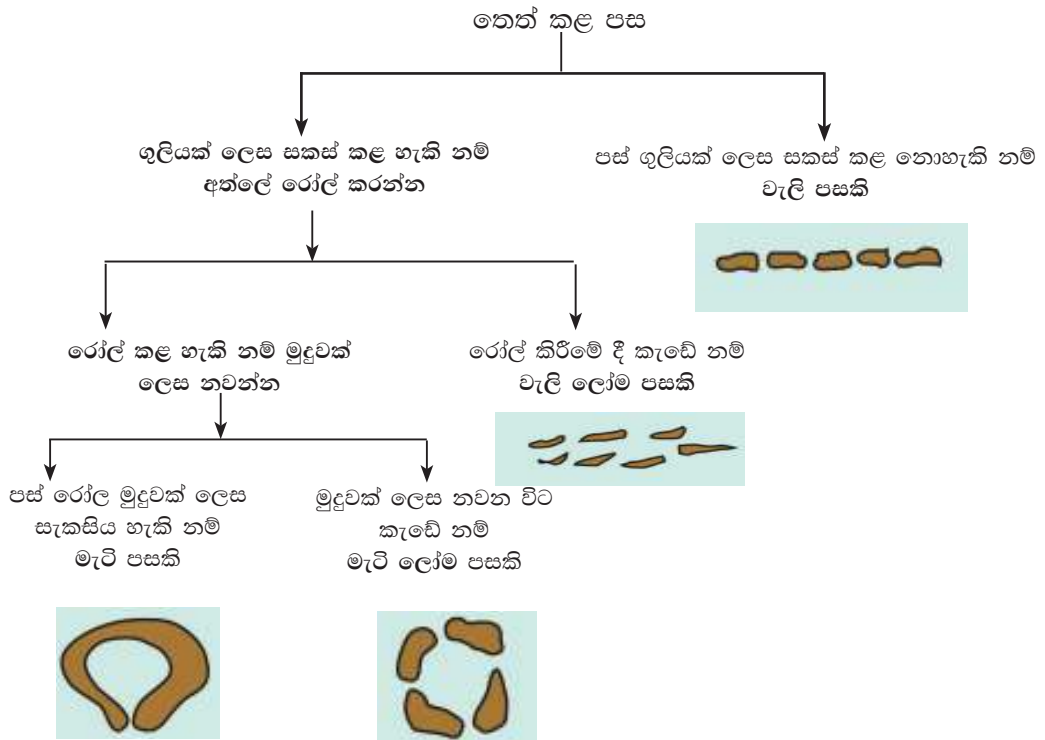 තෙත් කළ පස
ගුලියක් ලෙස සකස් කළ හැකි නම්
අත්ලේ රෝල් කරන්න
පස් ගුලියක් ලෙස සකස් කළ නොහැකි නම්
වැලි පසකි
රෝල් කළ හැකි නම් මුදුවක්
ලෙස නවන්න
රෝල් කිරීමේ දී කැඩේ නම්
වැලි ලෝම පසකි
පස් රෝල මුදුවක් ලෙස
සැකසිය හැකි නම්
මැටි පසකි
මුදුවක් ලෙස නවන විට
කැඩේ නම්
මැටි ලෝම පසකි